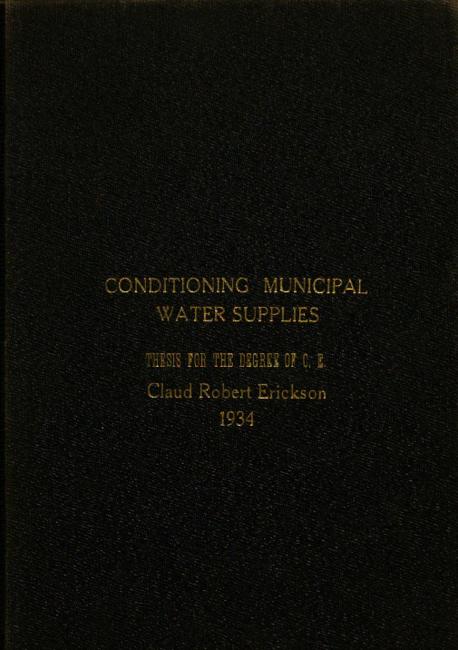 CONDITIONING MUNICIPAL
WATER SUPPLIES
THESIS FOR THE DEGREE OF C. E.
Claud Robert Erickson
1934